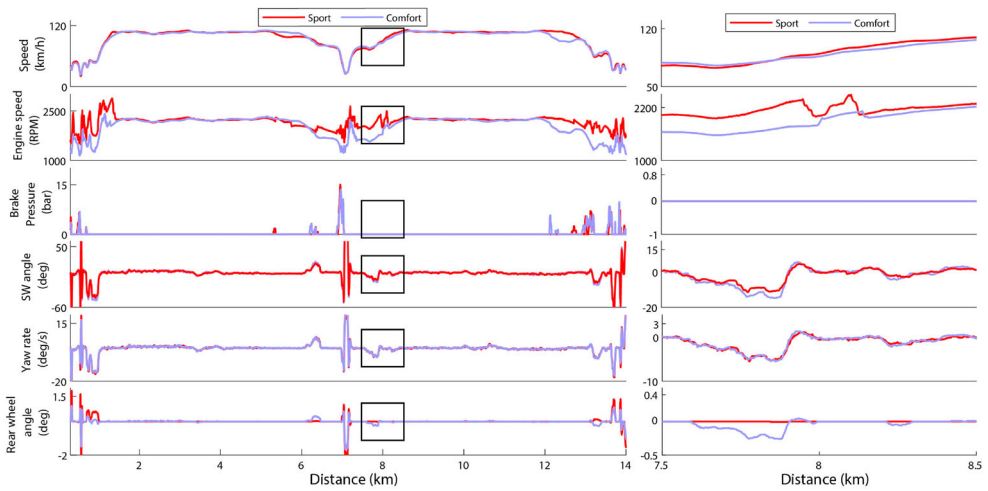 Sport Comfort
Sport Comfort
Speed
(km/h)
120
0
120
50
Engine speed
(RPM)
2500
1000
2200
1000
Brake
Pressure
(bar)
15
0
0.8
0
-1
SW angle
(deg)
50
-60
15
0
-20
Yaw rate
(deg/s)
15
-20
3
0
-10
Rear wheel
angle
(deg)
1.5
-2
0.4
0
-0.5
2 4 6 8 10 12 14
7.5 8 8.5
Distance (km)
Distance (km)